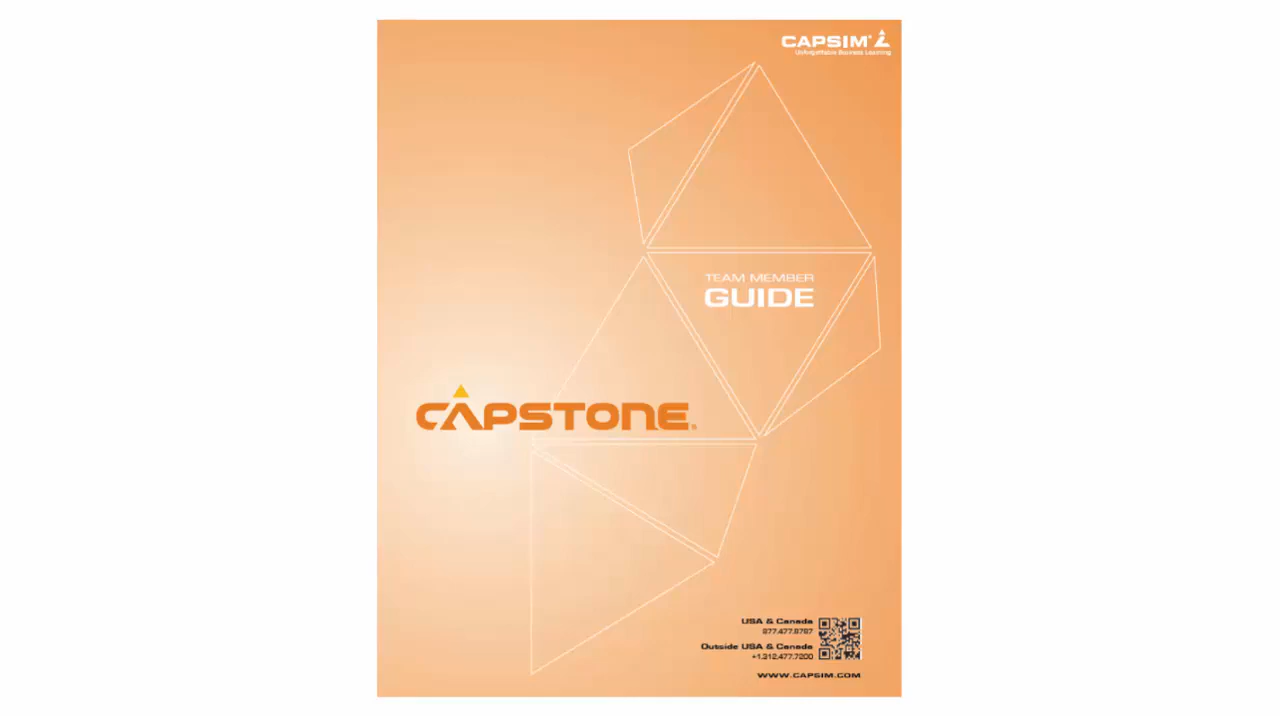 CAPSIM®
Unforgettable Business Learning
TEAM MEMBER
GUIDE
CAPSTONE®
USA & Canada
877.477.8787
Outside USA & Canada
+1.312.477.7200
WWW.CAPSIM.COM